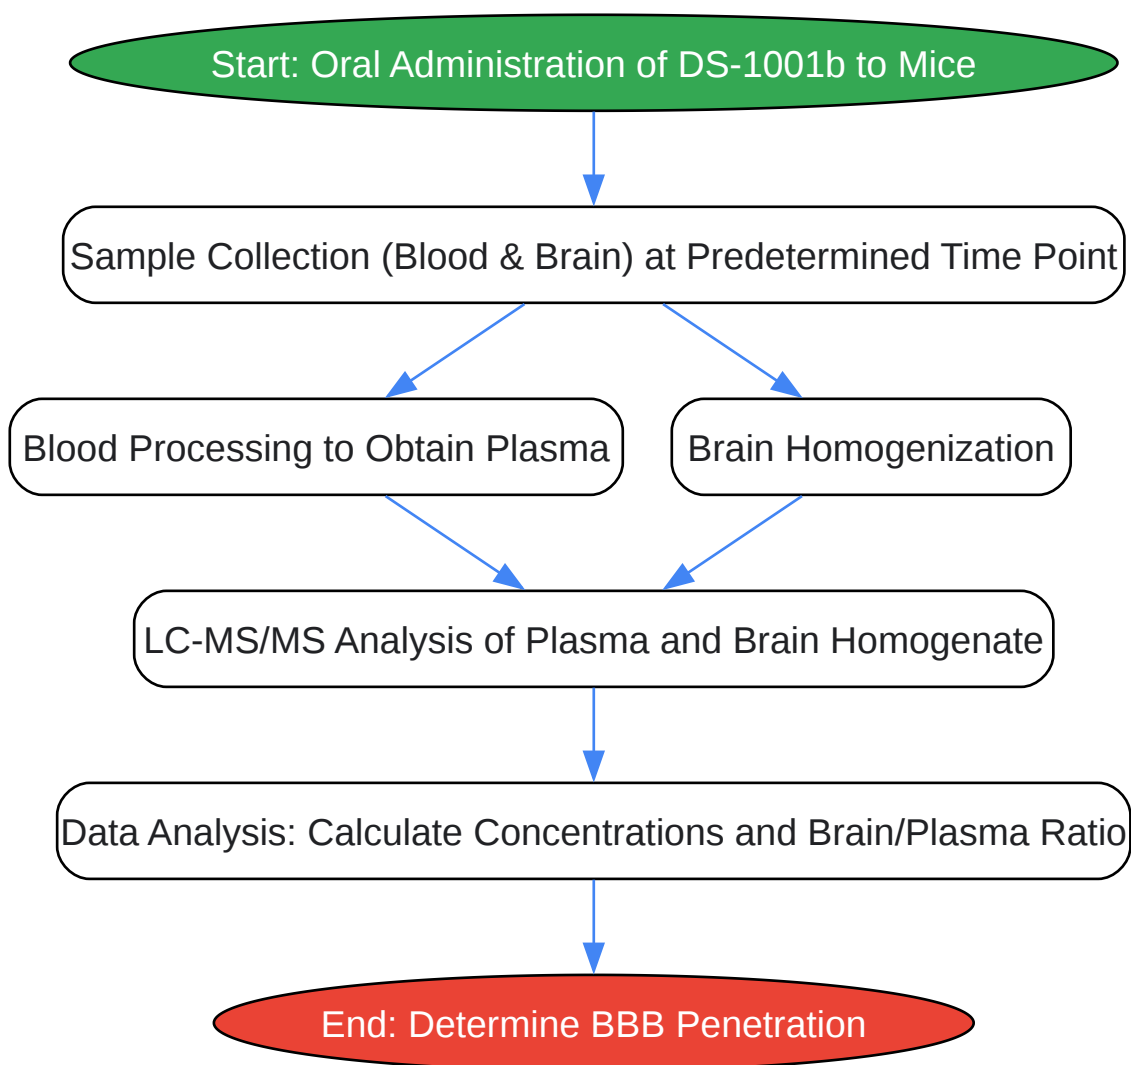 Start: Oral Administration of DS-1001b to Mice
Sample Collection (Blood & Brain) at Predetermined Time Point
Blood Processing to Obtain Plasma
Brain Homogenization
LC-MS/MS Analysis of Plasma and Brain Homogenate
Data Analysis: Calculate Concentrations and Brain/Plasma Ratio
End: Determine BBB Penetration